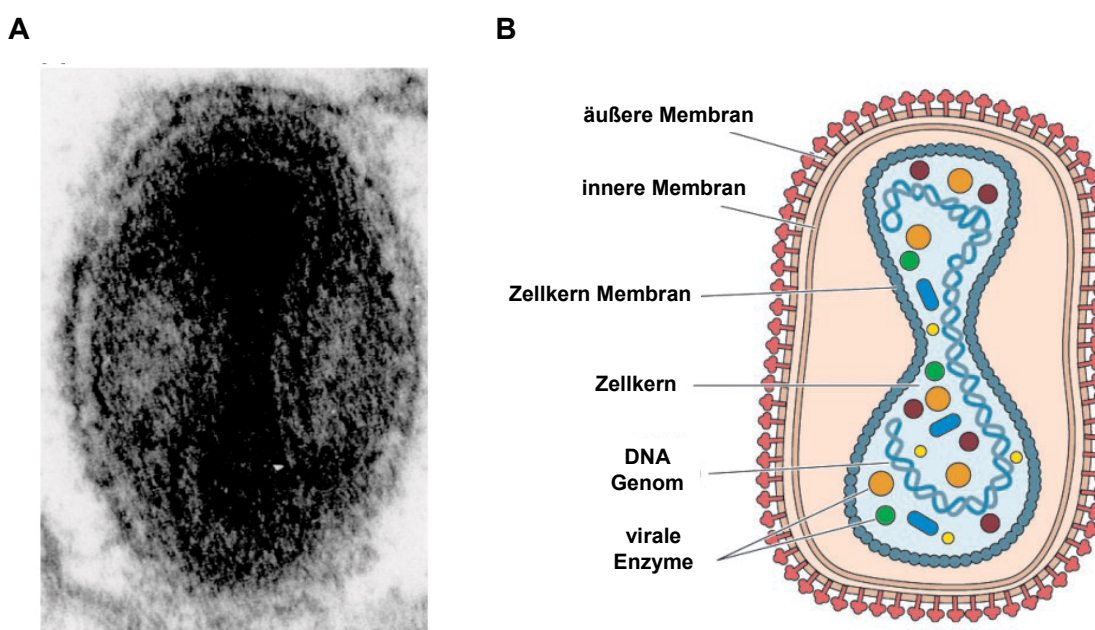 A
B
äußere Membran
innere Membran
Zellkern Membran
Zellkern
DNA
Genom
virale
Enzyme